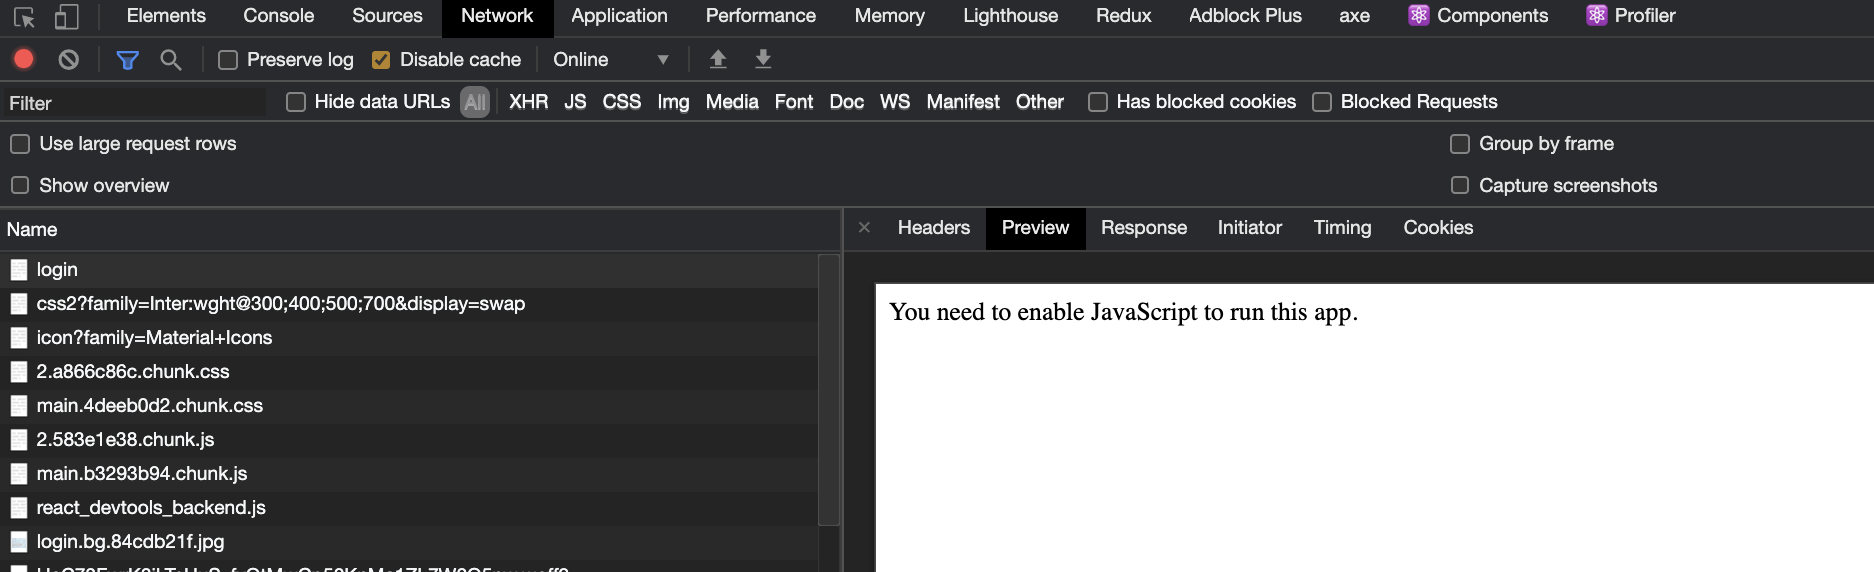 Elements Console Sources Network Application Performance Memory Lighthouse Redux Adblock Plus axe Components Profiler
Preserve log Disable cache Online
Filter Hide data URLs All XHR JS CSS Img Media Font Doc WS Manifest Other Has blocked cookies Blocked Requests
Use large request rows Group by frame
Show overview Capture screenshots
Name
login
css2?family=Inter:wght@300;400;500;700&display=swap
icon?family=Material+Icons
2.a866c86c.chunk.css
main.4deeb0d2.chunk.css
2.583e1e38.chunk.js
main.b3293b94.chunk.js
react_devtools_backend.js
login.bg.84cdb21f.jpg
Headers Preview Response Initiator Timing Cookies
You need to enable JavaScript to run this app.